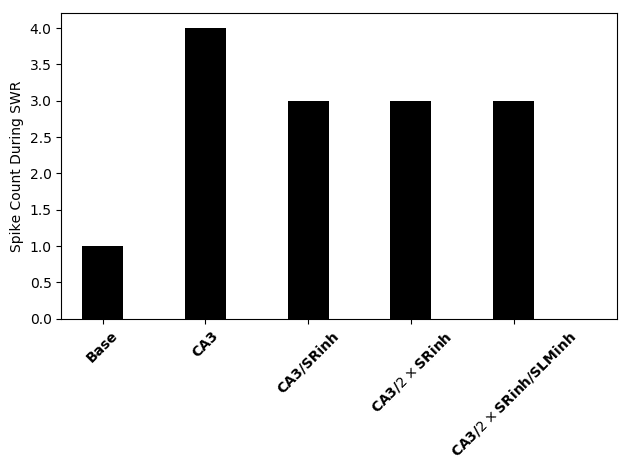 Spike Count During SWR
4.0
3.5
3.0
2.5
2.0
1.5
1.0
0.5
0.0
Base
CA3
CA3/SRinh
CA3/2 × SRinh
CA3/2 × SRinh/SLMinh